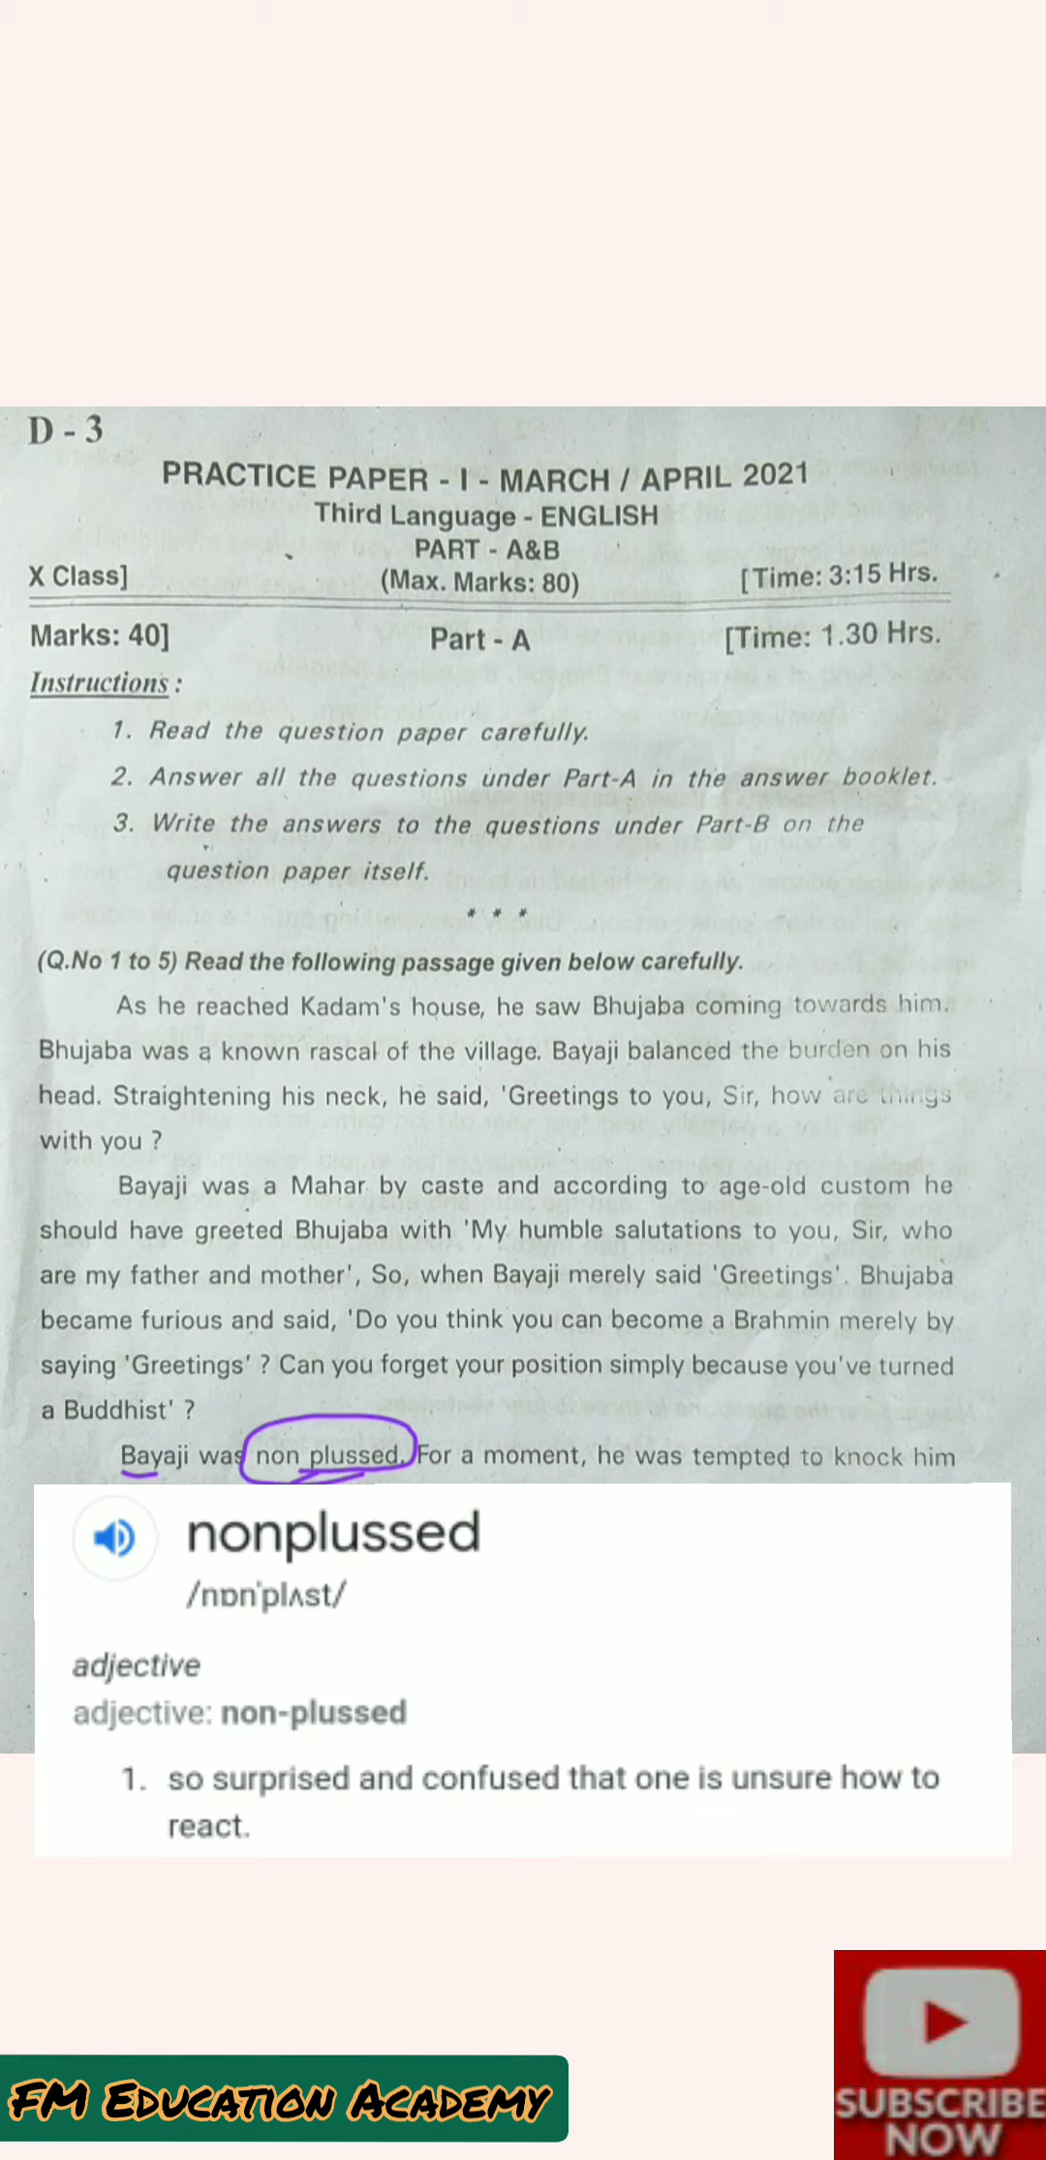 D - 3
PRACTICE PAPER - I - MARCH / APRIL 2021
Third Language - ENGLISH
PART - A&B
X Class] (Max. Marks: 80) [Time: 3:15 Hrs.
Marks: 40] Part - A [Time: 1.30 Hrs.
Instructions :
1. Read the question paper carefully.
2. Answer all the questions under Part-A in the answer booklet.
3. Write the answers to the questions under Part-B on the
question paper itself.
* * *
(Q.No 1 to 5) Read the following passage given below carefully.
As he reached Kadam's house, he saw Bhujaba coming towards him.
Bhujaba was a known rascal of the village. Bayaji balanced the burden on his
head. Straightening his neck, he said, 'Greetings to you, Sir, how are things
with you ?
Bayaji was a Mahar by caste and according to age-old custom he
should have greeted Bhujaba with 'My humble salutations to you, Sir, who
are my father and mother', So, when Bayaji merely said 'Greetings'. Bhujaba
became furious and said, 'Do you think you can become a Brahmin merely by
saying 'Greetings' ? Can you forget your position simply because you've turned
a Buddhist' ?
Bayaji was non plussed. For a moment, he was tempted to knock him
nonplussed
/nɒnˈplʌst/
adjective
adjective: non-plussed
1. so surprised and confused that one is unsure how to
react.
FM EDUCATION ACADEMY
SUBSCRIBE
NOW